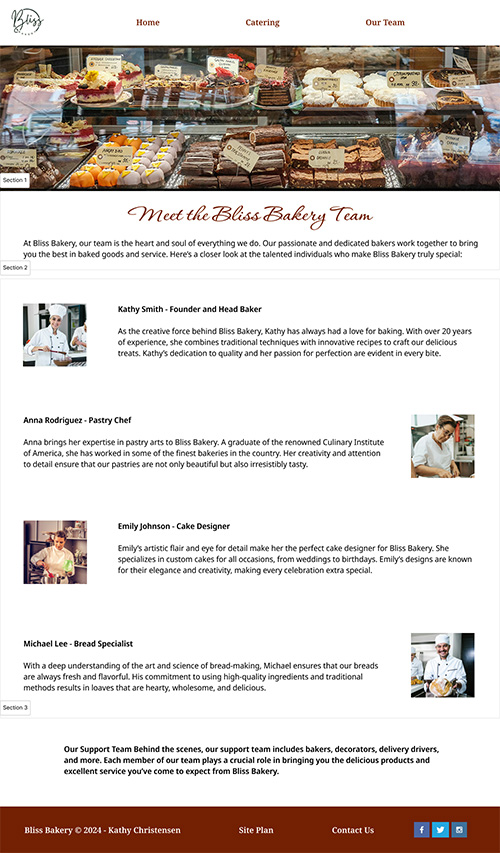 Bliss
Home
Catering
Our Team
Section 1
Meet the Bliss Bakery Team
At Bliss Bakery, our team is the heart and soul of everything we do. Our passionate and dedicated bakers work together to bring
you the best in baked goods and service. Here’s a closer look at the talented individuals who make Bliss Bakery truly special:
Section 2
Kathy Smith - Founder and Head Baker
As the creative force behind Bliss Bakery, Kathy has always had a love for baking. With over 20 years
of experience, she combines traditional techniques with innovative recipes to craft our delicious
treats. Kathy’s dedication to quality and her passion for perfection are evident in every bite.
Anna Rodriguez - Pastry Chef
Anna brings her expertise in pastry arts to Bliss Bakery. A graduate of the renowned Culinary Institute
of America, she has worked in some of the finest bakeries in the country. Her creativity and attention
to detail ensure that our pastries are not only beautiful but also irresistibly tasty.
Emily Johnson - Cake Designer
Emily’s artistic flair and eye for detail make her the perfect cake designer for Bliss Bakery. She
specializes in custom cakes for all occasions, from weddings to birthdays. Emily’s designs are known
for their elegance and creativity, making every celebration extra special.
Michael Lee - Bread Specialist
With a deep understanding of the art and science of bread-making, Michael ensures that our breads
are always fresh and flavorful. His commitment to using high-quality ingredients and traditional
methods results in loaves that are hearty, wholesome, and delicious.
Section 3
Our Support Team Behind the scenes, our support team includes bakers, decorators, delivery drivers,
and more. Each member of our team plays a crucial role in bringing you the delicious products and
excellent service you’ve come to expect from Bliss Bakery.
Bliss Bakery © 2024 - Kathy Christensen
Site Plan
Contact Us